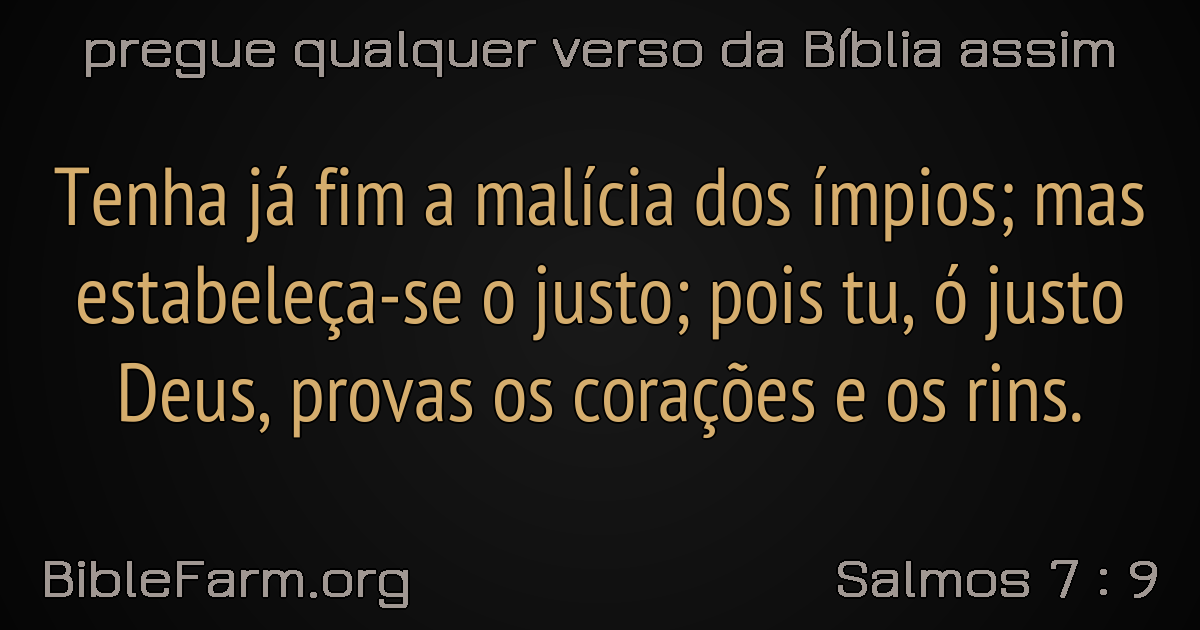 pregue qualquer verso da Bíblia assim
Tenha já fim a malícia dos ímpios; mas
estabeleça-se o justo; pois tu, ó justo
Deus, provas os corações e os rins.
BibleFarm.org
Salmos 7 : 9